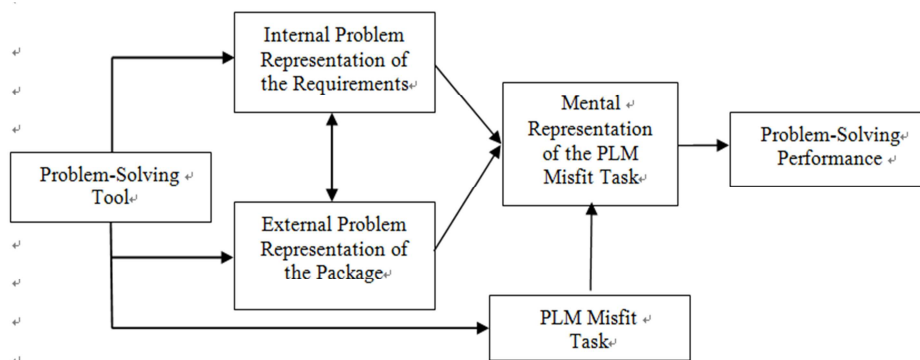 Internal Problem
Representation of
the Requirements
Mental
Representation
of the PLM
Misfit Task
Problem-Solving
Performance
Problem-Solving
Tool
External Problem
Representation of
the Package
PLM Misfit
Task